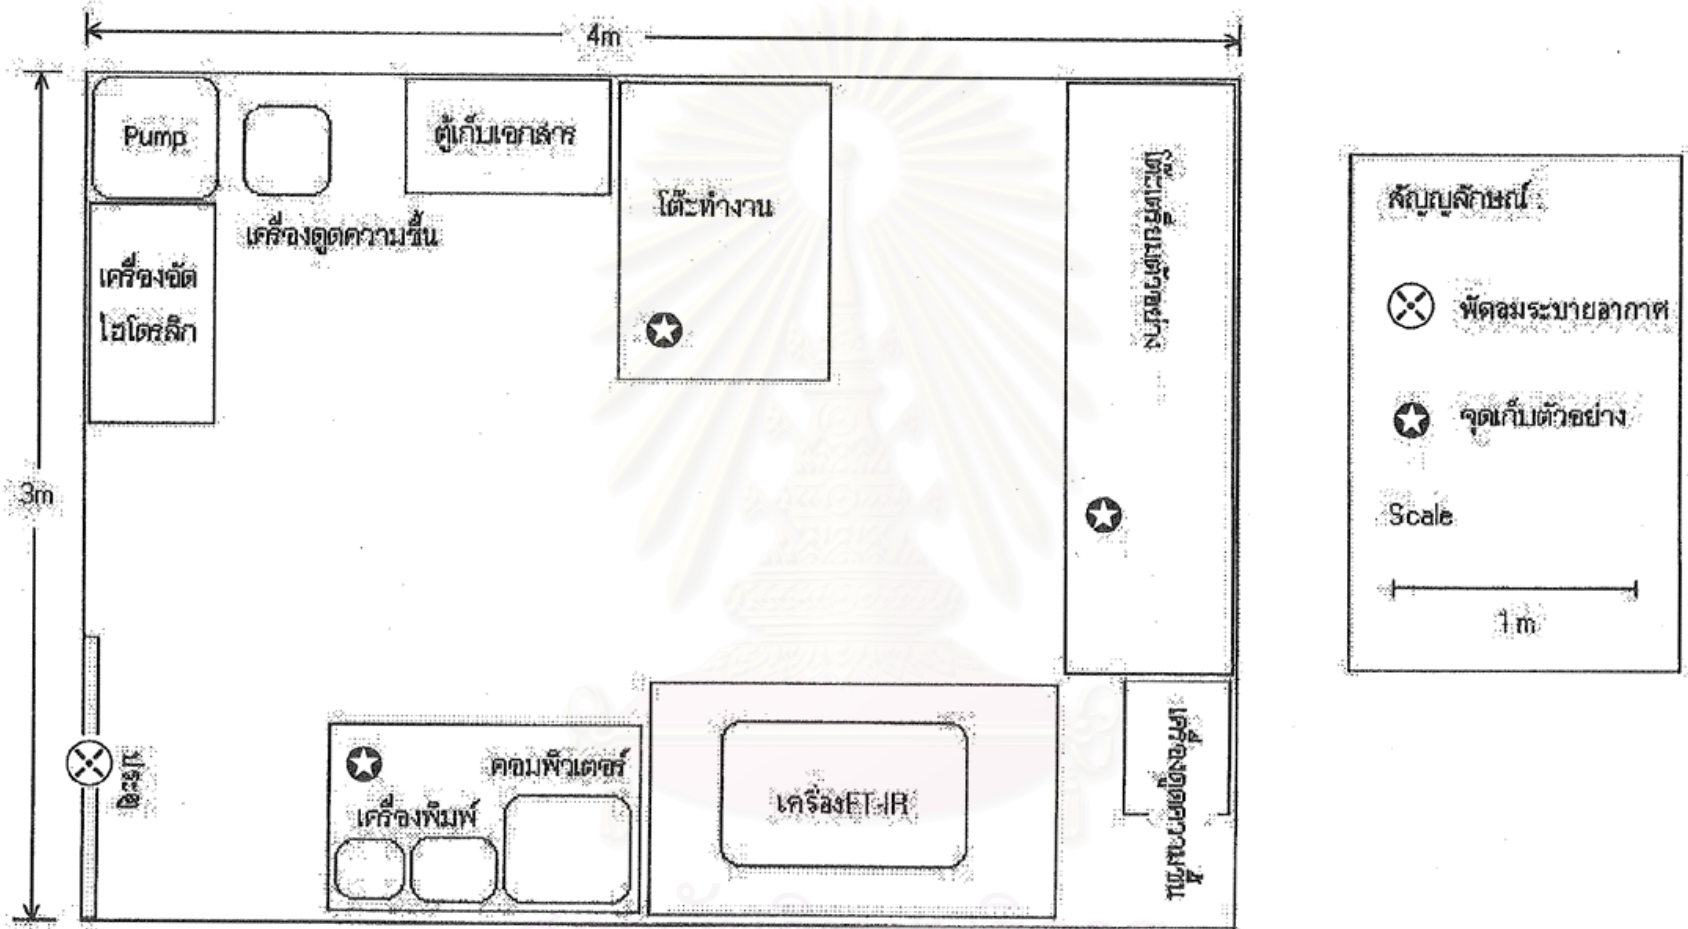 4m
Pump
ตู้เก็บเอกสาร
โต๊ะทำงาน
โต๊ะเตรียมตัวอย่าง
เครื่องดูดความชื้น
เครื่องอัด
ไฮโดรลิก
3m
ประตู
คอมพิวเตอร์
เครื่องพิมพ์
เครื่องFT-IR
เครื่องดูดความชื้น
สัญญลักษณ์
พัดลมระบายอากาศ
จุดเก็บตัวอย่าง
Scale
1 m